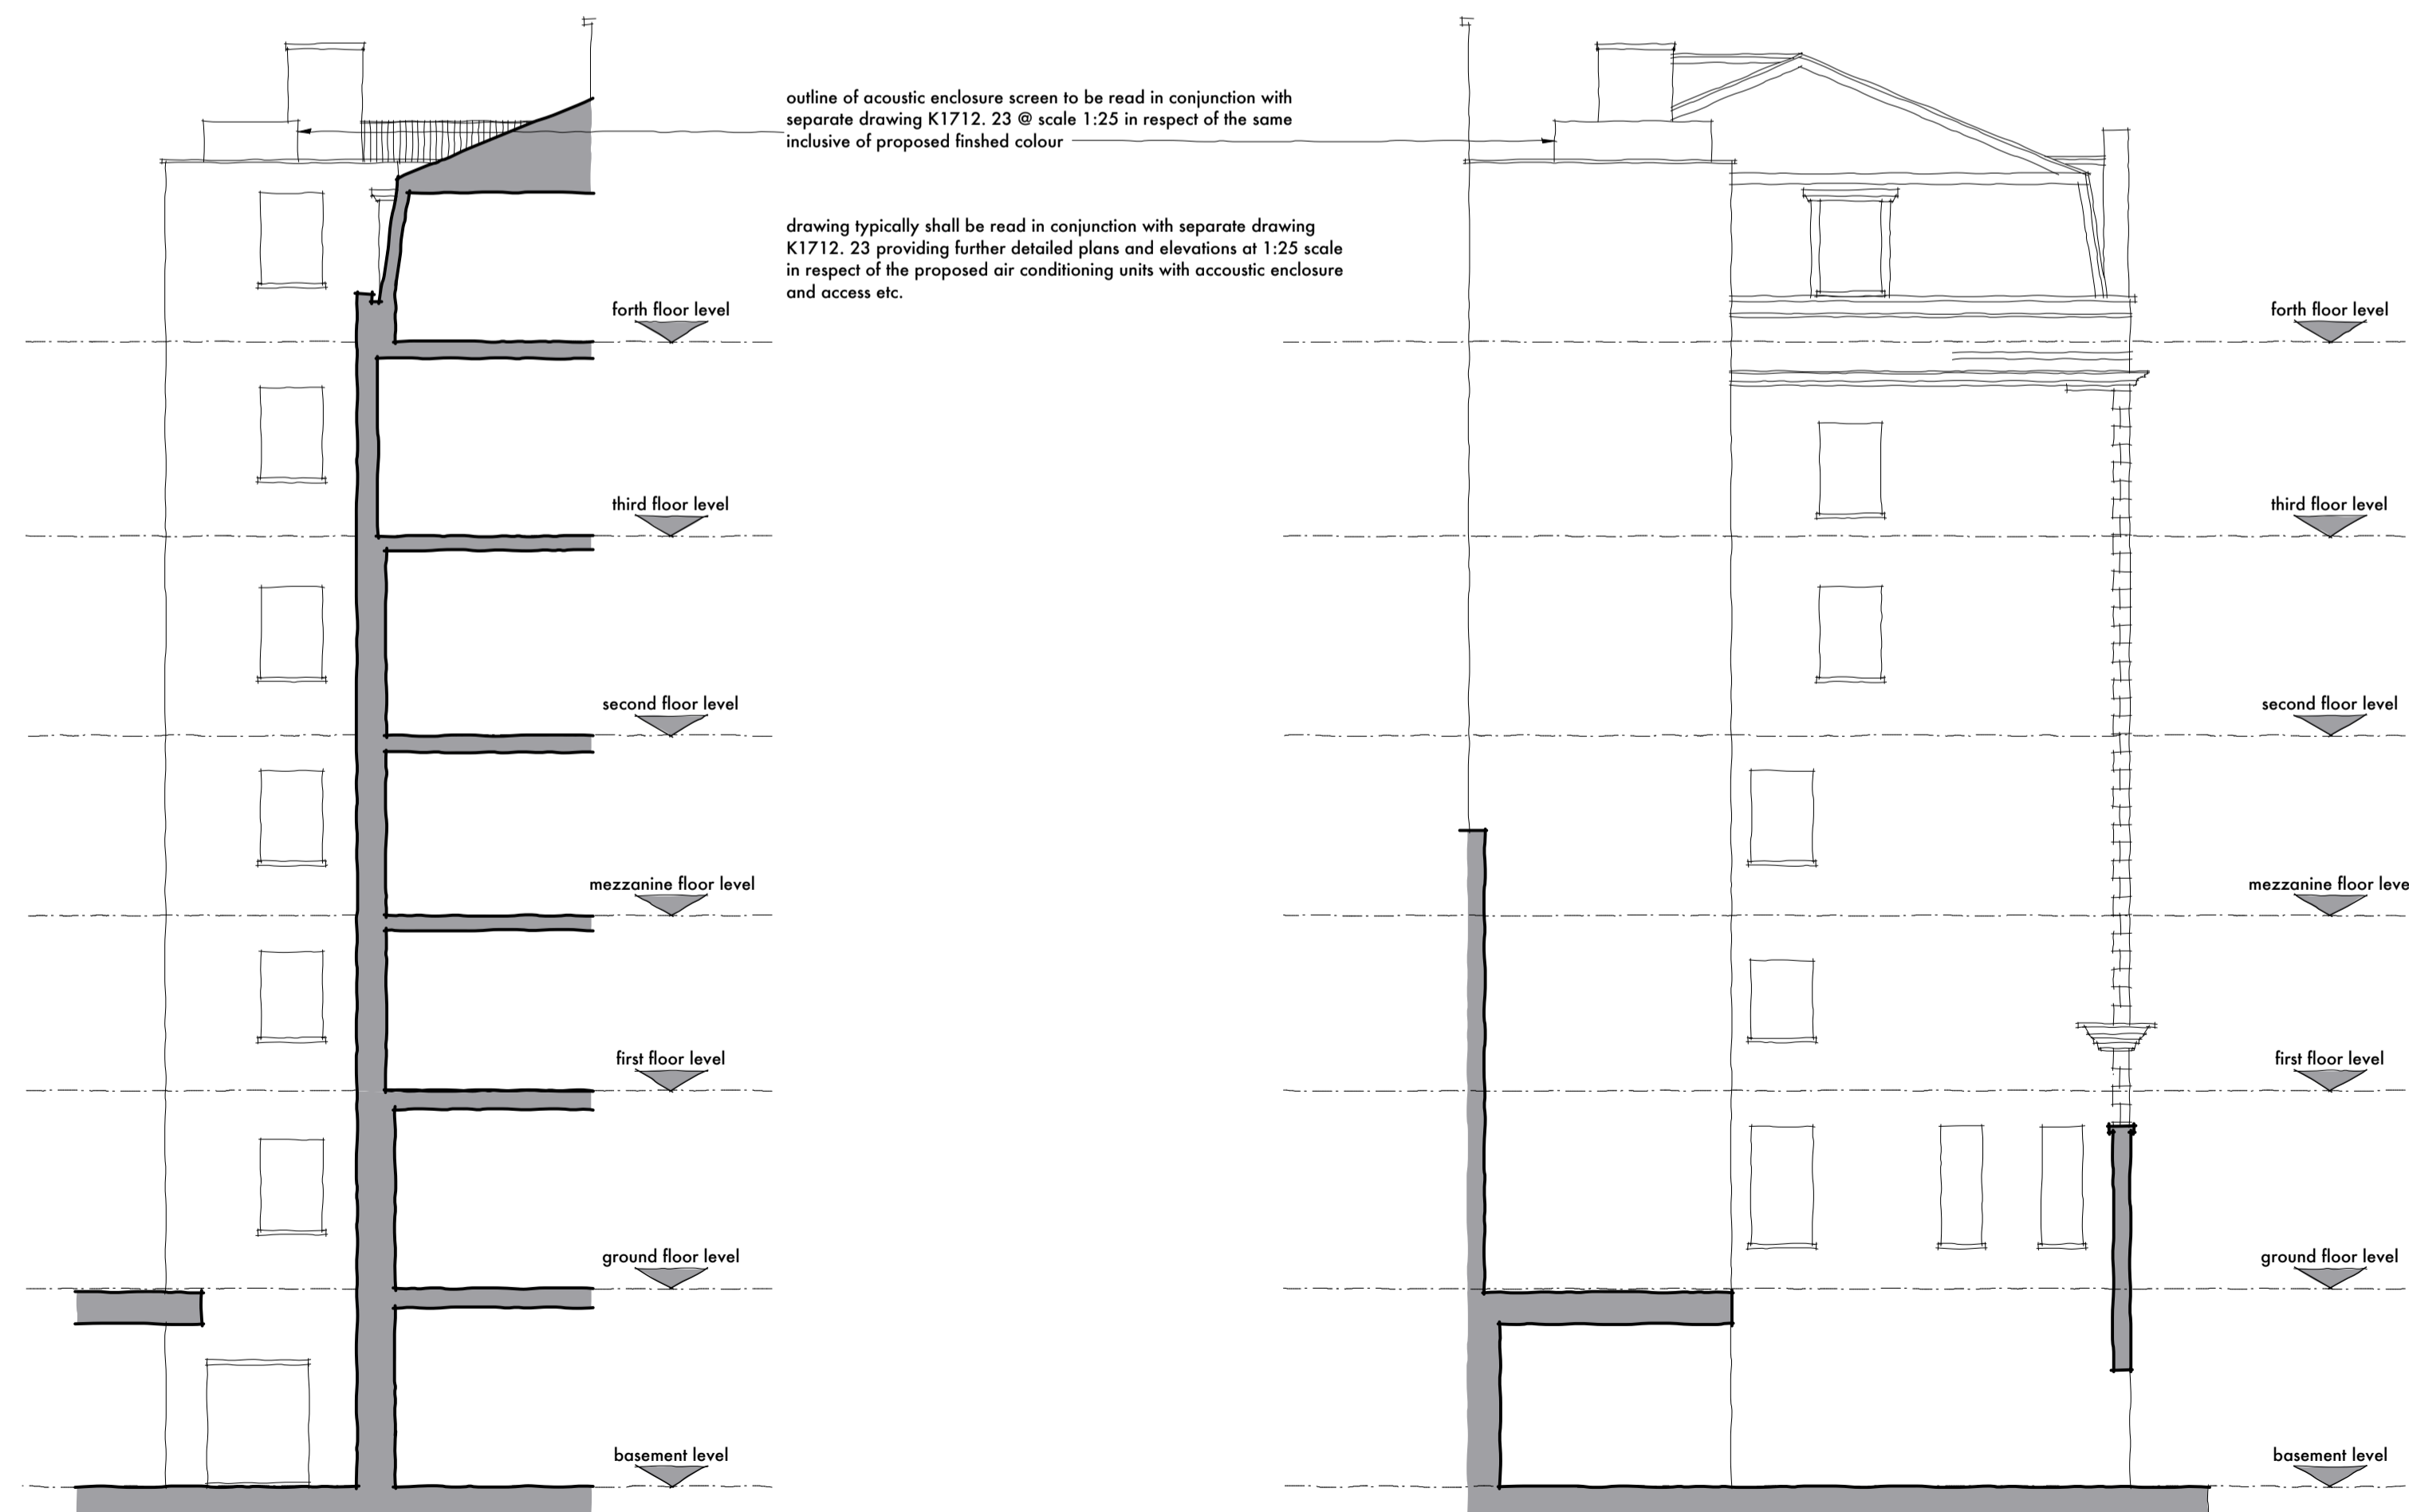 outline of acoustic enclosure screen to be read in conjunction with
separate drawing K1712. 23 @ scale 1:25 in respect of the same
inclusive of proposed finshed colour
drawing typically shall be read in conjunction with separate drawing
K1712. 23 providing further detailed plans and elevations at 1:25 scale
in respect of the proposed air conditioning units with accoustic enclosure
and access etc.
forth floor level
third floor level
second floor level
mezzanine floor level
first floor level
ground floor level
basement level
forth floor level
third floor level
second floor level
mezzanine floor leve
first floor level
ground floor level
basement level